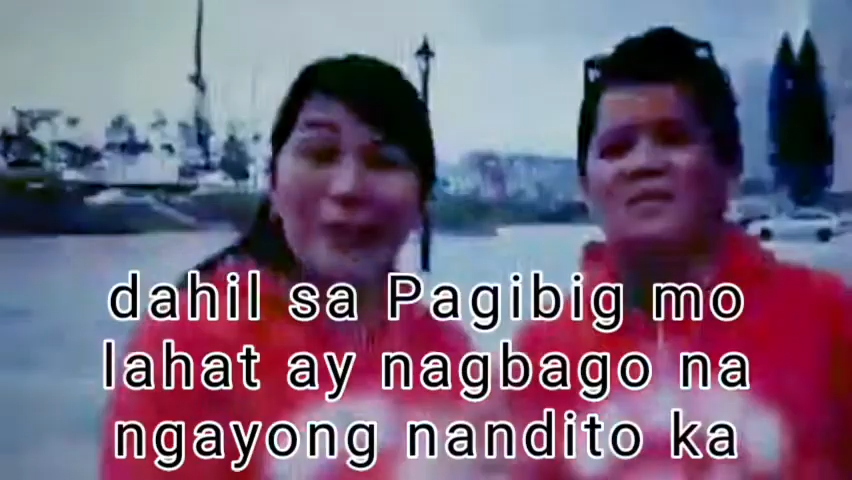 dahil sa Pagibig mo
lahat ay nagbago na
ngayong nandito ka